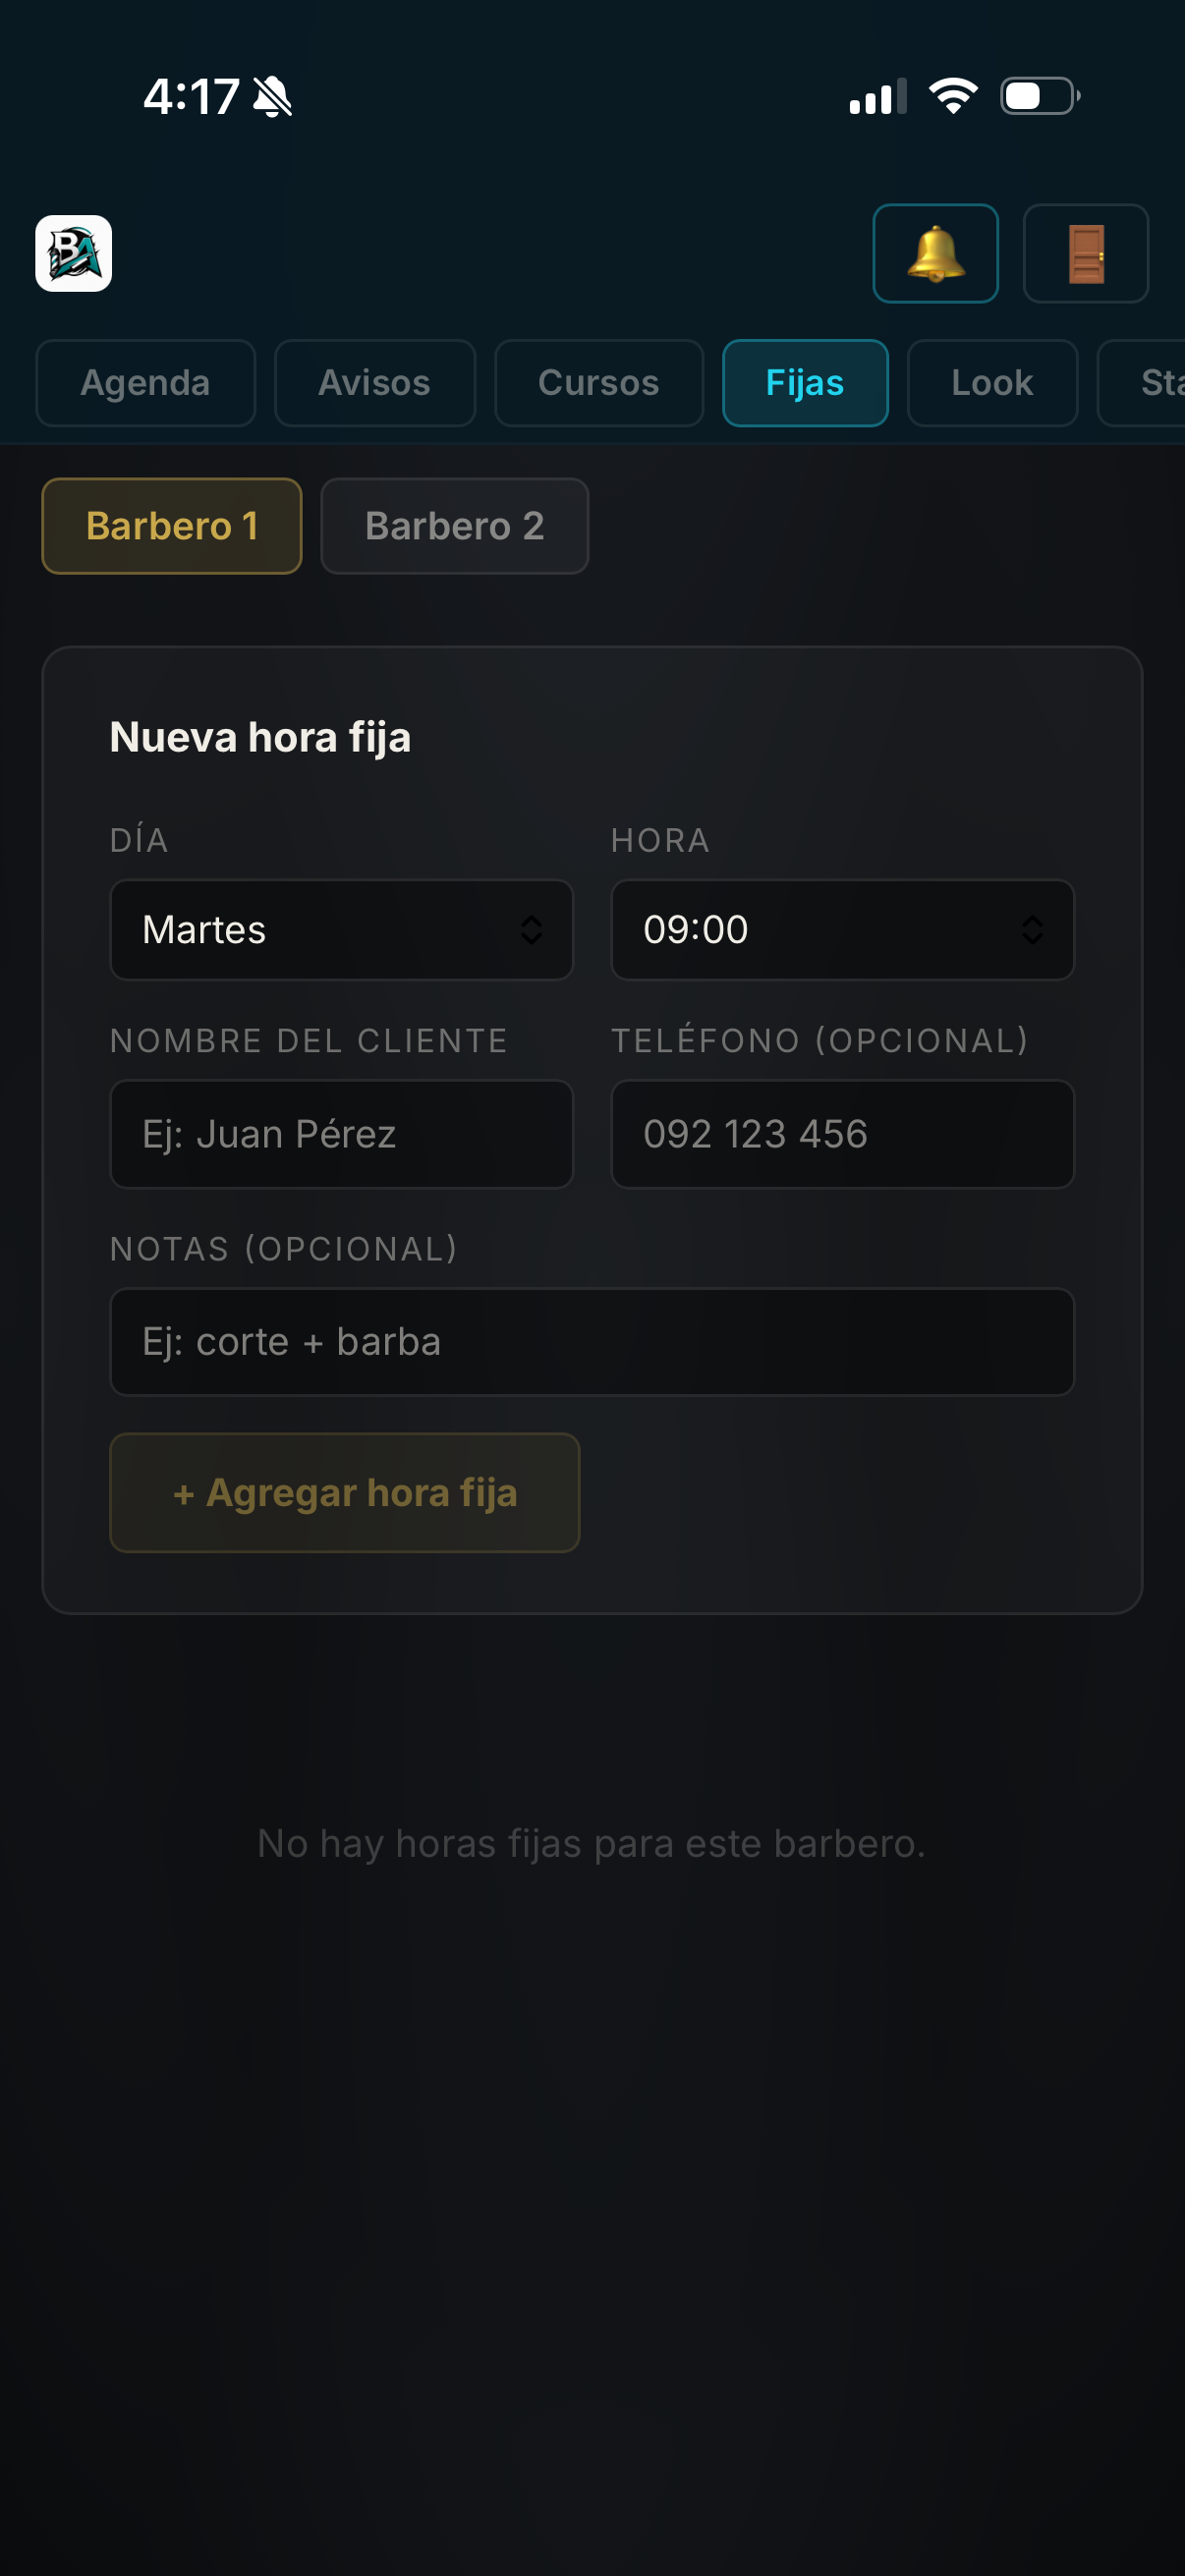 4:17
BA
Agenda Avisos Cursos Fijas Look Sta
Barbero 1 Barbero 2
Nueva hora fija
DÍA HORA
Martes 09:00
NOMBRE DEL CLIENTE TELÉFONO (OPCIONAL)
Ej: Juan Pérez 092 123 456
NOTAS (OPCIONAL)
Ej: corte + barba
+ Agregar hora fija
No hay horas fijas para este barbero.